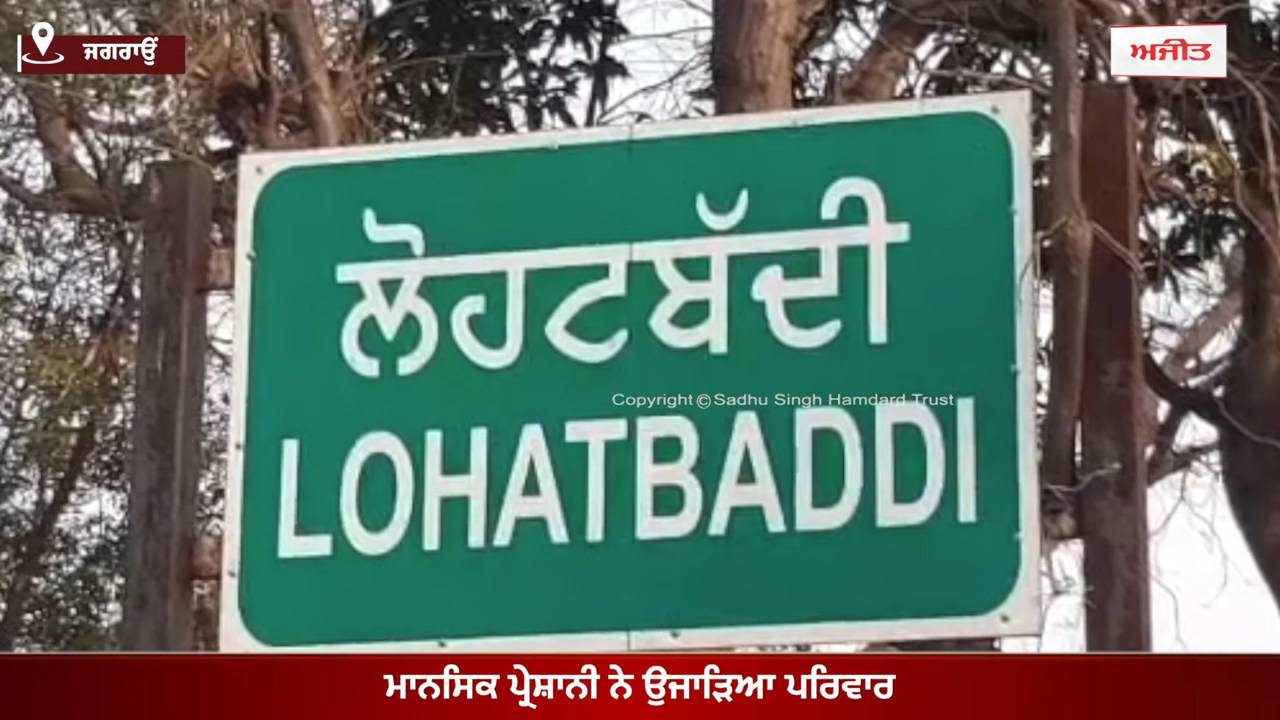 ਜਗਰਾਉਂ
ਅਜੀਤ
ਲੋਹਟਬੱਦੀ
Copyright © Sadhu Singh Hamdard Trust
LOHATBADDI
ਮਾਨਸਿਕ ਪ੍ਰੇਸ਼ਾਨੀ ਨੇ ਉਜਾੜਿਆ ਪਰਿਵਾਰ